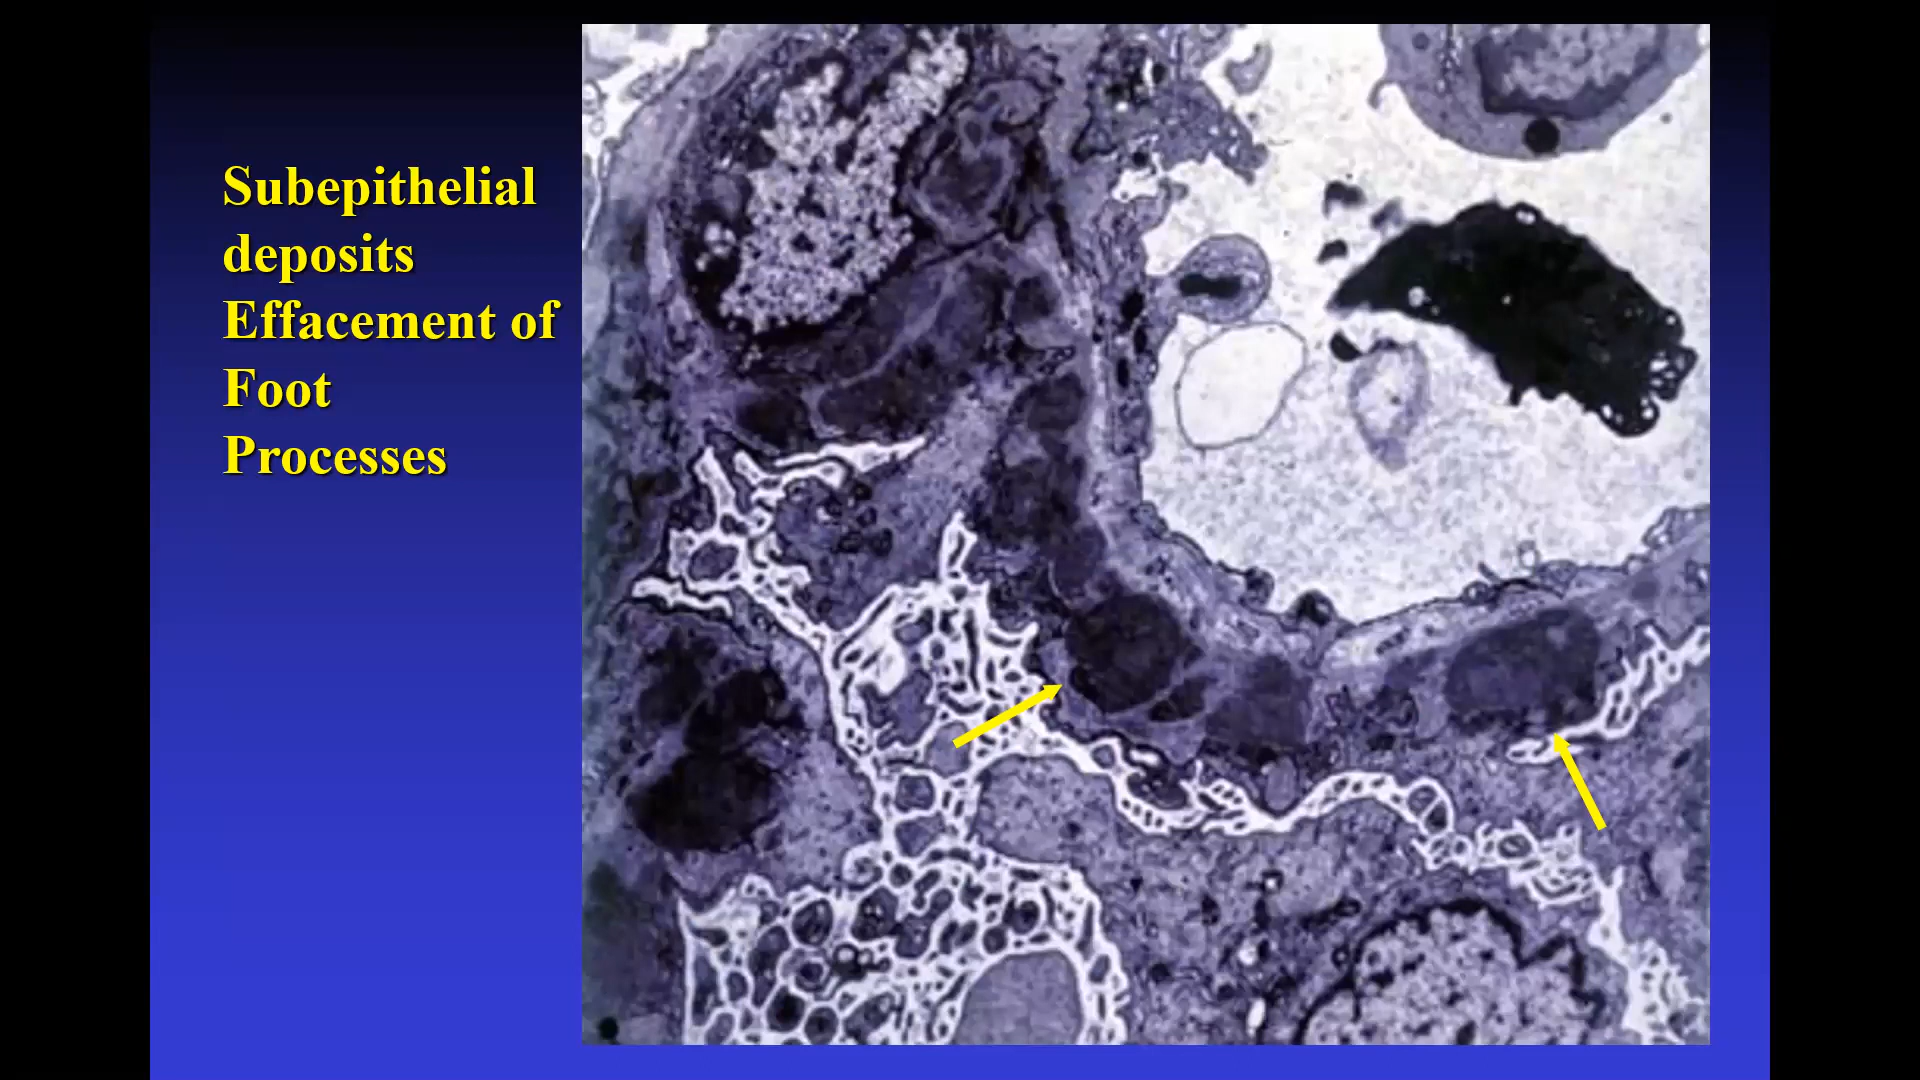 Subepithelial
deposits
Effacement of
Foot
Processes